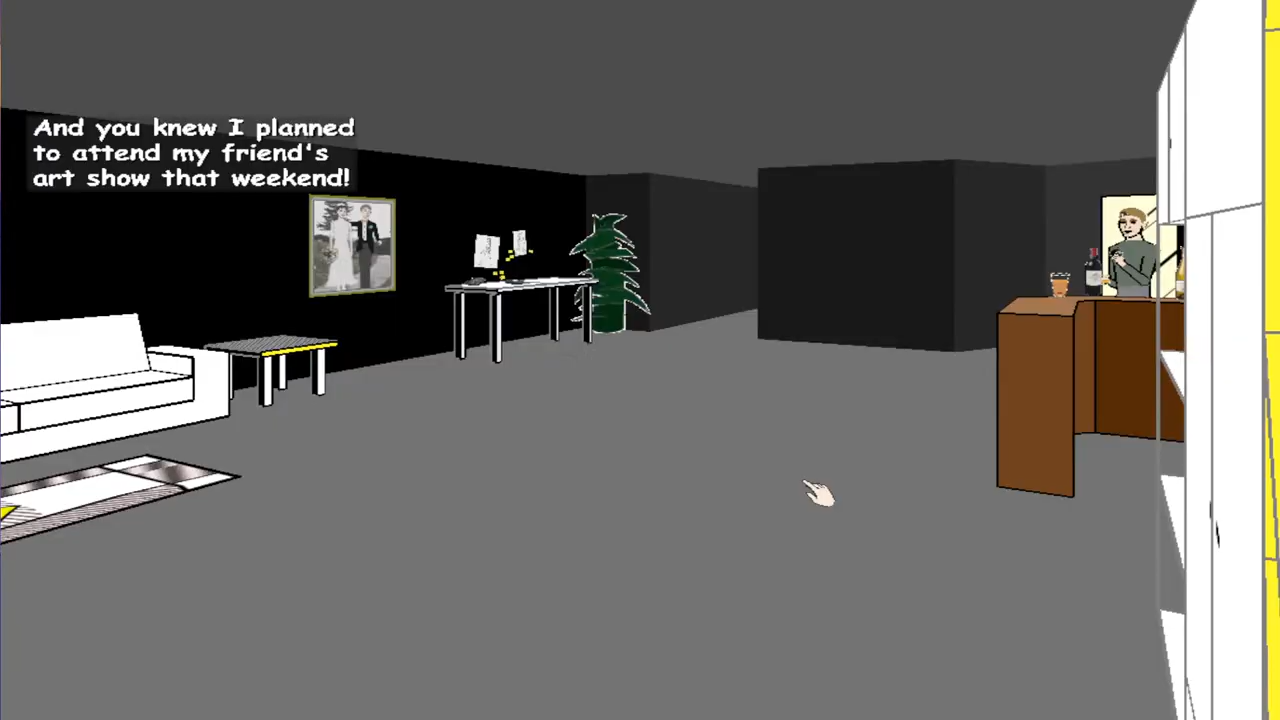 And you knew I planned
to attend my friend's
art show that weekend!